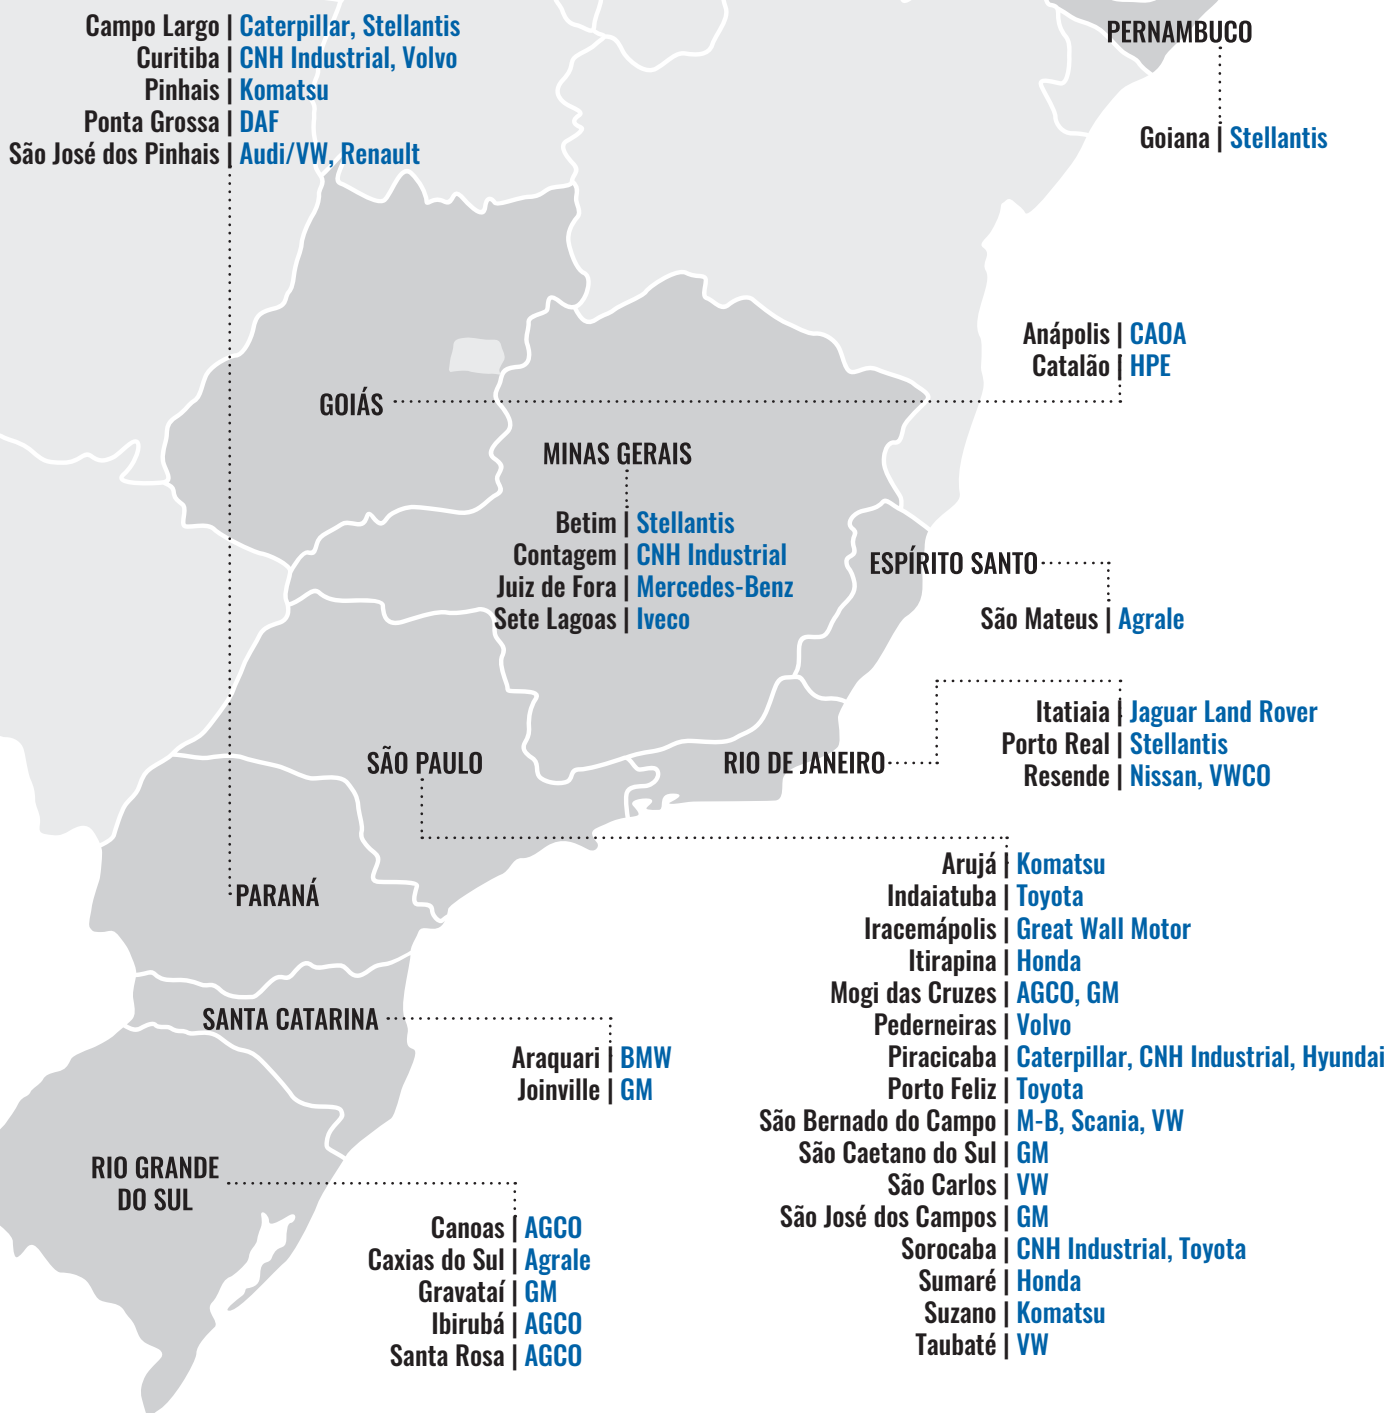 Campo Largo | Caterpillar, Stellantis
Curitiba | CNH Industrial, Volvo
Pinhais | Komatsu
Ponta Grossa | DAF
São José dos Pinhais | Audi/VW, Renault
PERNAMBUCO
Goiana | Stellantis
Anápolis | CAOA
Catalão | HPE
GOIÁS
MINAS GERAIS
Betim | Stellantis
Contagem | CNH Industrial
Juiz de Fora | Mercedes-Benz
Sete Lagoas | Iveco
ESPÍRITO SANTO
São Mateus | Agrale
Itatiaia | Jaguar Land Rover
Porto Real | Stellantis
Resende | Nissan, VWCO
SÃO PAULO
RIO DE JANEIRO
Arujá | Komatsu
Indaiatuba | Toyota
Iracemápolis | Great Wall Motor
Itirapina | Honda
Mogi das Cruzes | AGCO, GM
Pederneiras | Volvo
Piracicaba | Caterpillar, CNH Industrial, Hyundai
Porto Feliz | Toyota
São Bernado do Campo | M-B, Scania, VW
São Caetano do Sul | GM
São Carlos | VW
São José dos Campos | GM
Sorocaba | CNH Industrial, Toyota
Sumaré | Honda
Suzano | Komatsu
Taubaté | VW
PARANÁ
SANTA CATARINA
Araquari | BMW
Joinville | GM
RIO GRANDE
DO SUL
Canoas | AGCO
Caxias do Sul | Agrale
Gravataí | GM
Ibirubá | AGCO
Santa Rosa | AGCO